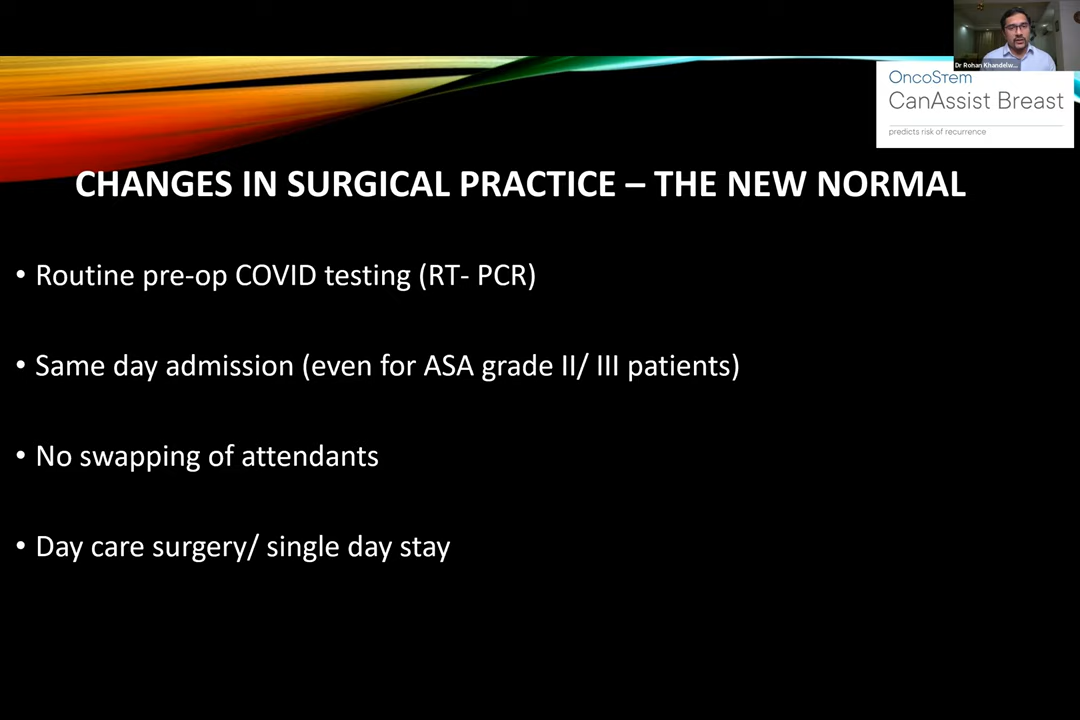 Dr Rohan Khandelw...
OncoStem
CanAssist Breast
predicts risk of recurrence
CHANGES IN SURGICAL PRACTICE – THE NEW NORMAL
• Routine pre-op COVID testing (RT- PCR)
• Same day admission (even for ASA grade II/ III patients)
• No swapping of attendants
• Day care surgery/ single day stay